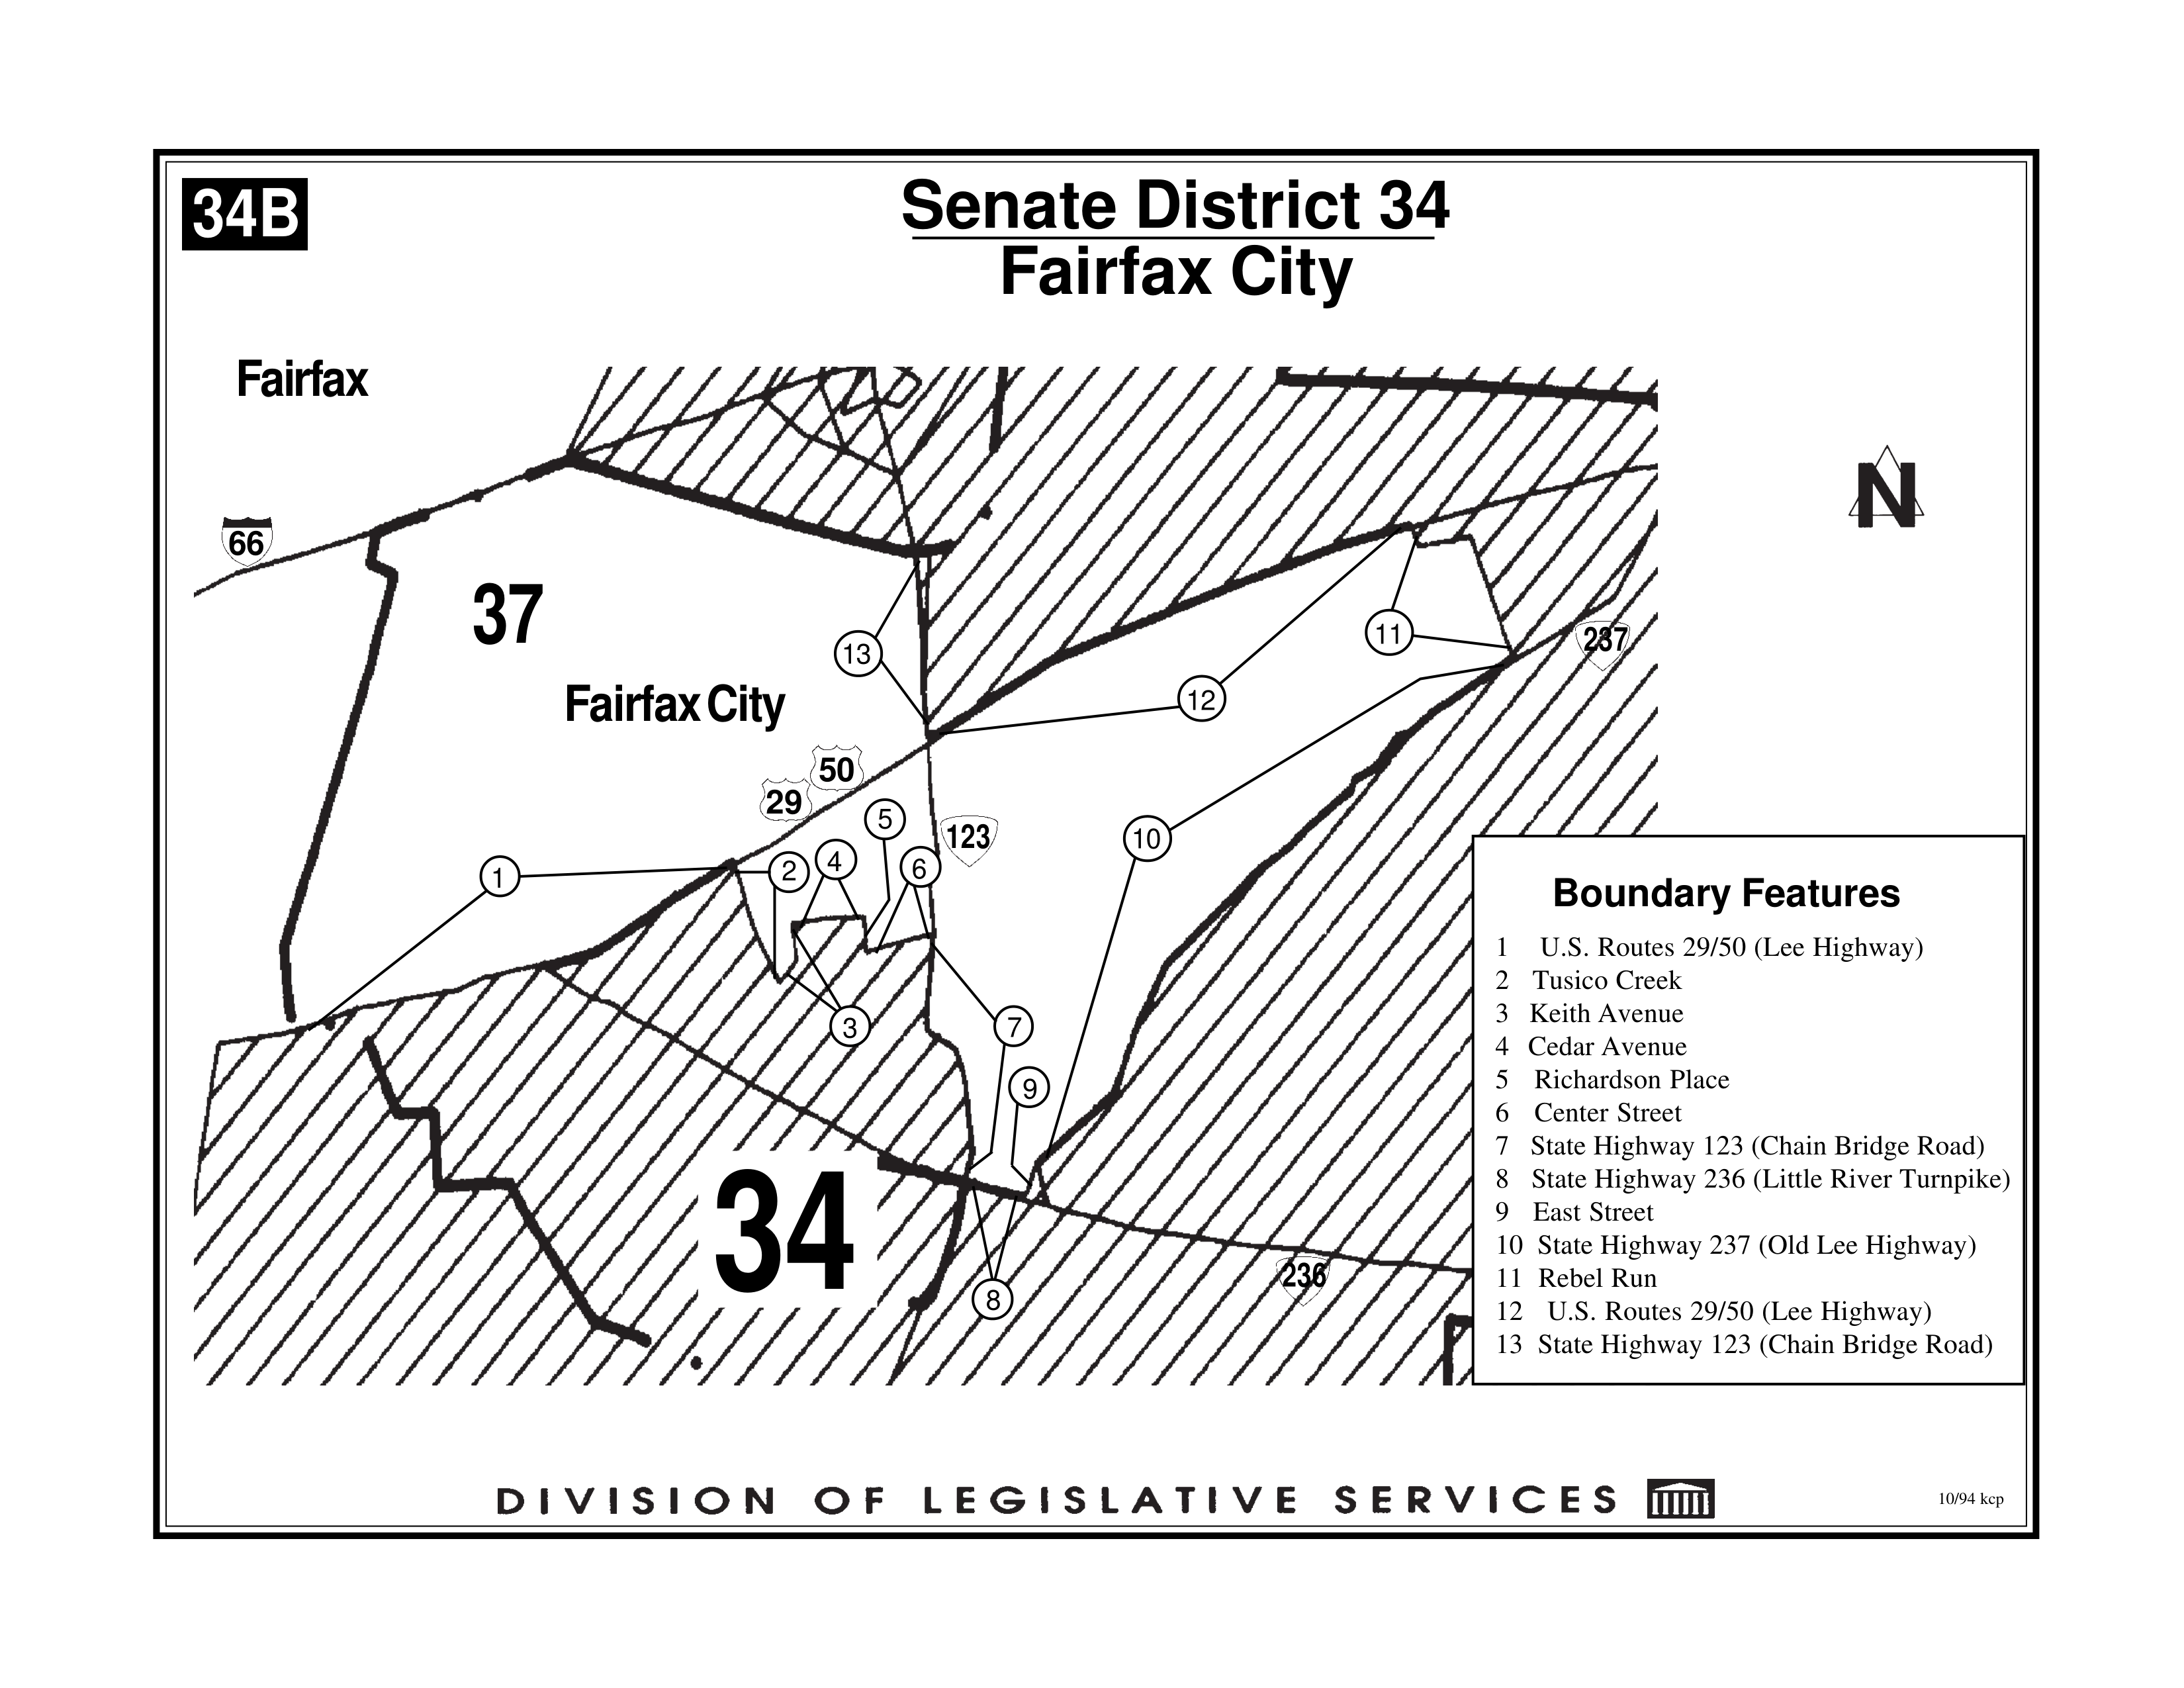 34B
Senate District 34
Fairfax City
Fairfax
66
37
11
237
13
12
Fairfax City
50
29
5
123
10
4
6
2
1
3
7
9
34
236
8
Boundary Features
1 U.S. Routes 29/50 (Lee Highway)
2 Tusico Creek
3 Keith Avenue
4 Cedar Avenue
5 Richardson Place
6 Center Street
7 State Highway 123 (Chain Bridge Road)
8 State Highway 236 (Little River Turnpike)
9 East Street
10 State Highway 237 (Old Lee Highway)
11 Rebel Run
12 U.S. Routes 29/50 (Lee Highway)
13 State Highway 123 (Chain Bridge Road)
N
DIVISION OF LEGISLATIVE SERVICES
10/94 kcp